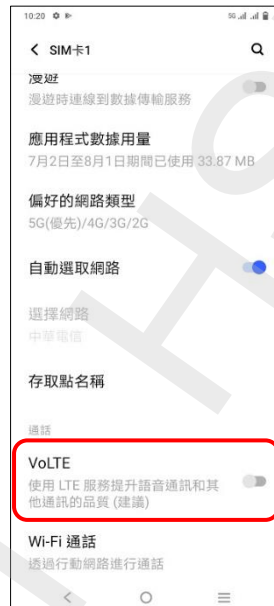 10:20
5G
SIM卡1
漫遊
漫遊時連線到數據傳輸服務
應用程式數據用量
7月2日至8月1日期間已使用 33.87 MB
偏好的網路類型
5G(優先)/4G/3G/2G
自動選取網路
選擇網路
中華電信
存取點名稱
通話
VoLTE
使用 LTE 服務提升語音通訊和其
他通訊的品質 (建議)
Wi-Fi 通話
透過行動網路進行通話